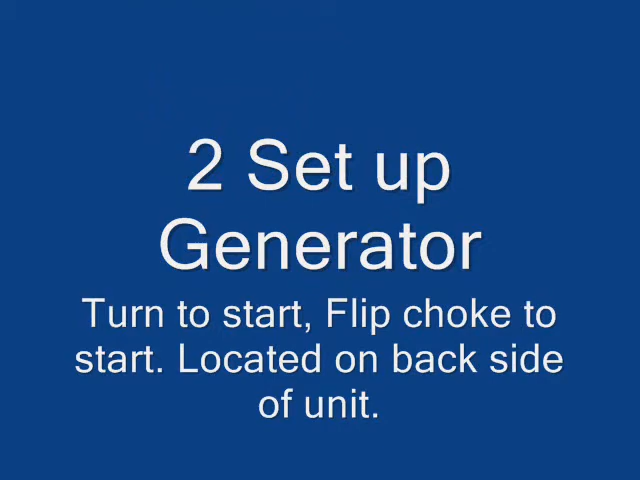 2 Set up
Generator
Turn to start, Flip choke to
start. Located on back side
of unit.